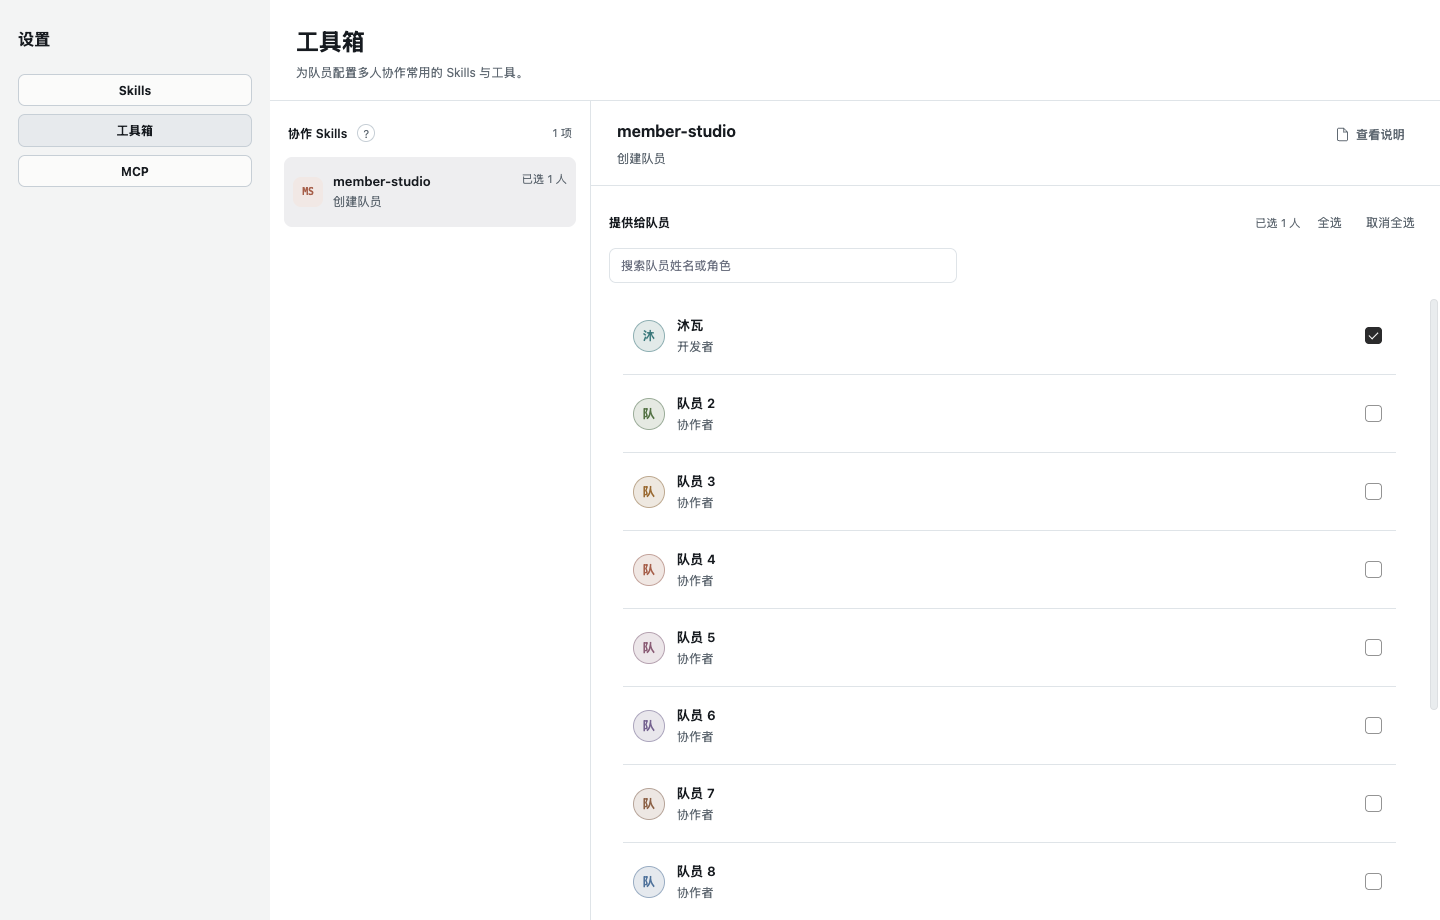 设置
Skills
工具箱
MCP
工具箱
为队员配置多人协作常用的 Skills 与工具。
协作 Skills
?
1 项
MS
member-studio
已选 1 人
创建队员
member-studio
创建队员
查看说明
提供给队员
已选 1 人
全选
取消全选
搜索队员姓名或角色
沐
沐瓦
开发者
队
队员 2
协作者
队
队员 3
协作者
队
队员 4
协作者
队
队员 5
协作者
队
队员 6
协作者
队
队员 7
协作者
队
队员 8
协作者